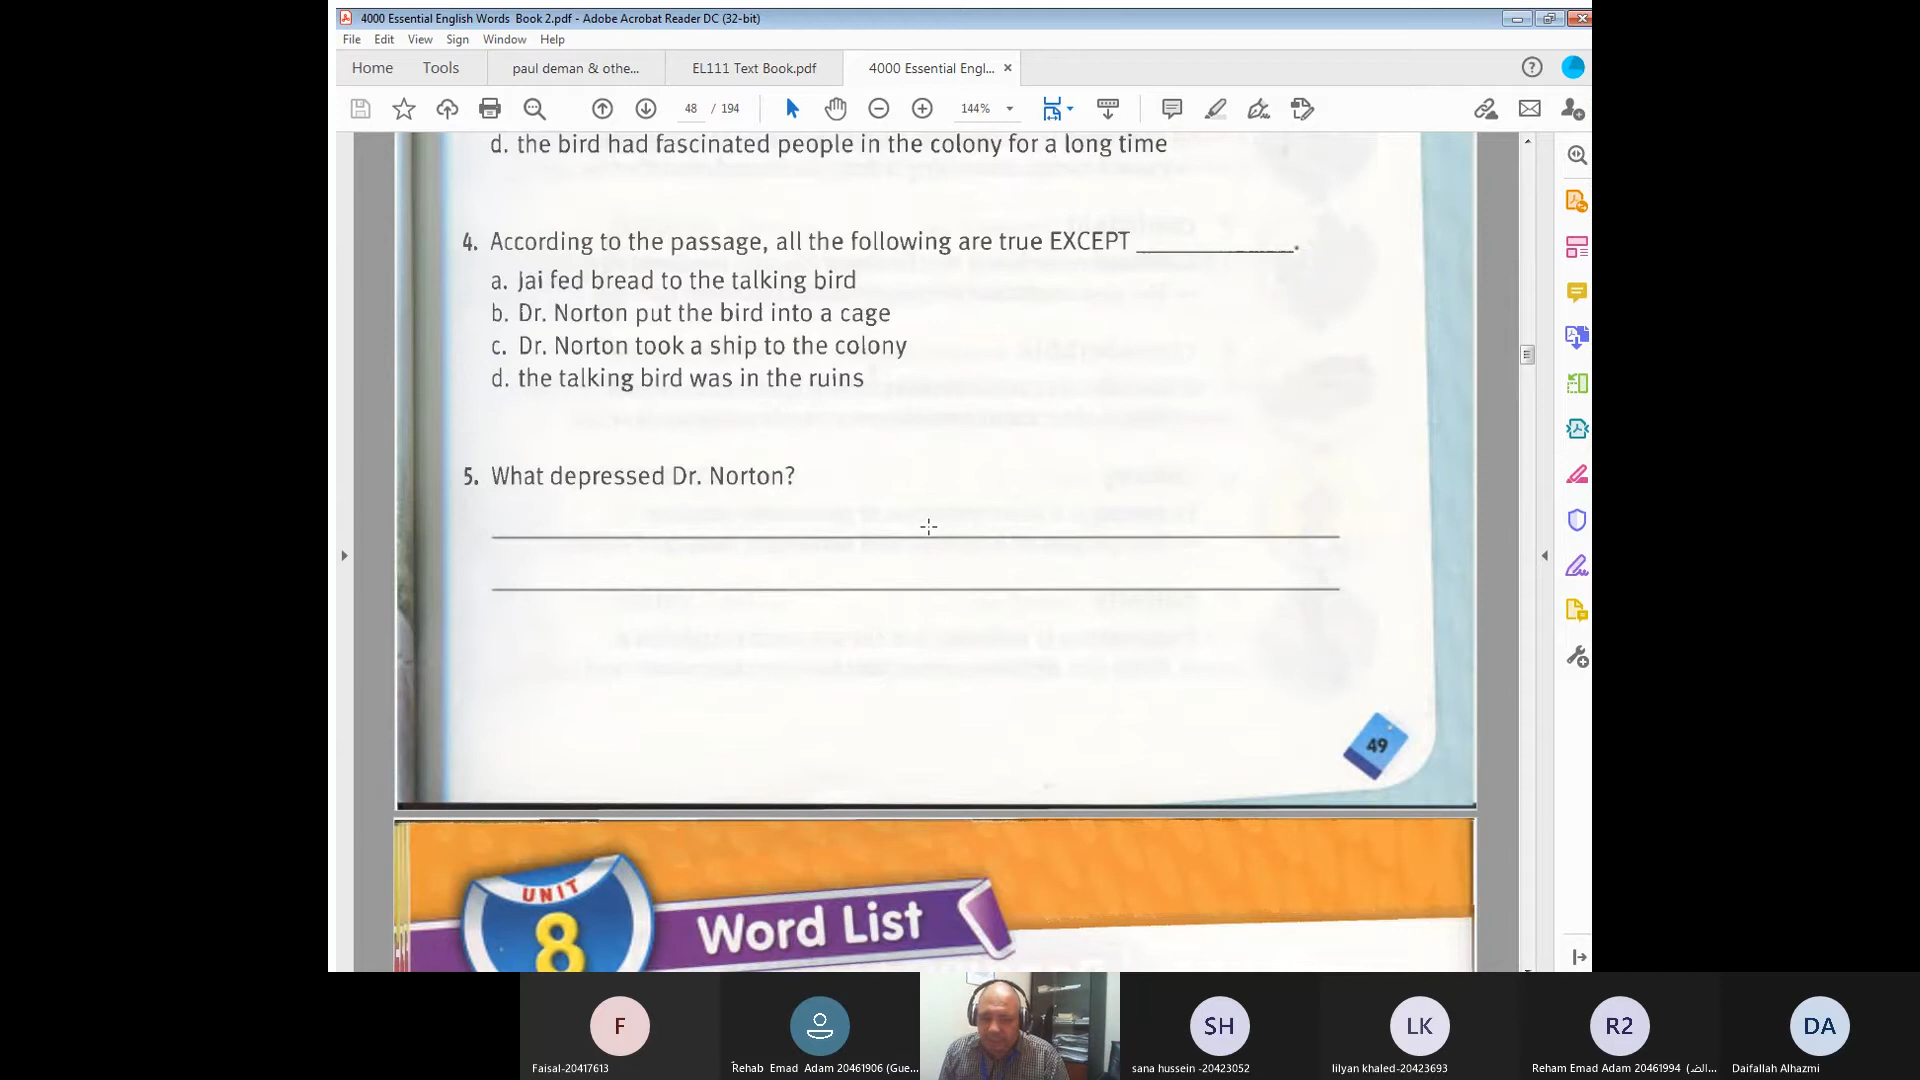 4000 Essential English Words Book 2.pdf - Adobe Acrobat Reader DC (32-bit)
File Edit View Sign Window Help
Home Tools paul deman & othe... EL111 Text Book.pdf 4000 Essential Engl... ×
48 / 194 144%
d. the bird had fascinated people in the colony for a long time
4. According to the passage, all the following are true EXCEPT ____________.
a. Jai fed bread to the talking bird
b. Dr. Norton put the bird into a cage
c. Dr. Norton took a ship to the colony
d. the talking bird was in the ruins
5. What depressed Dr. Norton?
49
UNIT
8 Word List
F SH LK R2 DA
Faisal-20417613 Rehab Emad Adam 20461906 (Gue... sana hussein -20423052 lilyan khaled-20423693 Reham Emad Adam 20461994 (الضـ... Daifallah Alhazmi